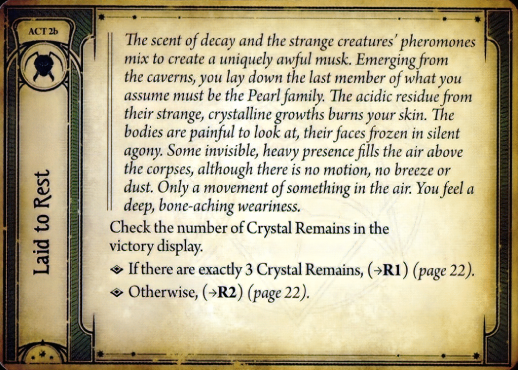 ACT 2b
Laid to Rest
The scent of decay and the strange creatures' pheromones
mix to create a uniquely awful musk. Emerging from
the caverns, you lay down the last member of what you
assume must be the Pearl family. The acidic residue from
their strange, crystalline growths burns your skin. The
bodies are painful to look at, their faces frozen in silent
agony. Some invisible, heavy presence fills the air above
the corpses, although there is no motion, no breeze or
dust. Only a movement of something in the air. You feel a
deep, bone-aching weariness.
Check the number of Crystal Remains in the
victory display.
If there are exactly 3 Crystal Remains, (→R1) (page 22).
Otherwise, (→R2) (page 22).